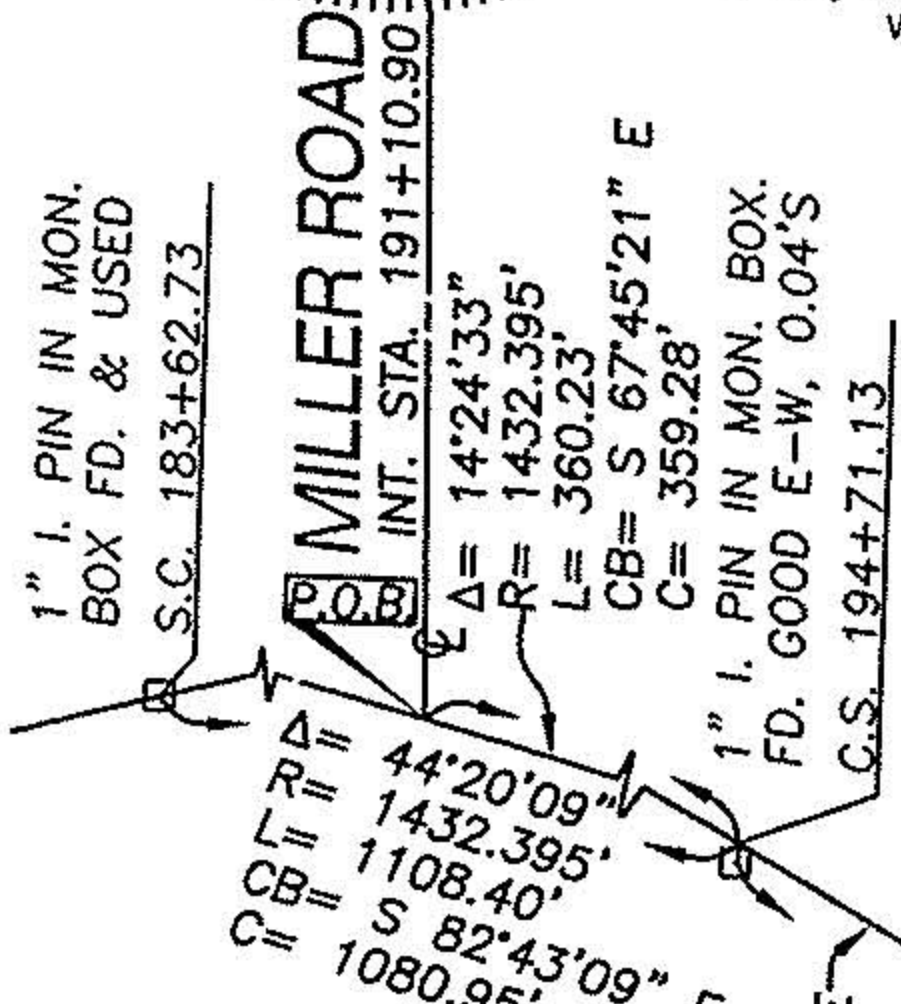 1" I. PIN IN MON.
BOX FD. & USED
S.C. 183+62.73
MILLER ROAD
INT. STA. 191+10.90
P.O.B.
℄
Δ= 14°24'33"
R= 1432.395'
L= 360.23'
CB= S 67°45'21" E
C= 359.28'
1" I. PIN IN MON. BOX.
FD. GOOD E-W, 0.04'S
C.S. 194+71.13
Δ= 44°20'09"
R= 1432.395'
L= 1108.40'
CB= S 82°43'09" E
C= 1080.95'